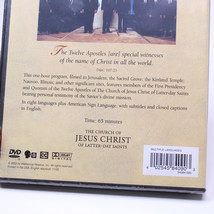 The Twelve Apostles [are] special witnesses
of the name of Christ in all the world.
This one-hour program, filmed in Jerusalem, the Sacred Grove, the Kirtland Temple,
Nauvoo, Illinois, and other significant sites, features members of the First Presidency
and Quorum of the Twelve Apostles of The Church of Jesus Christ of Latter-day Saints
bearing personal testimony of the Savior's divine mission.
In eight languages plus American Sign Language, with subtitles and closed captions
in English.
Time: 63 minutes
THE CHURCH OF
JESUS CHRIST
OF LATTER-DAY SAINTS
DVD
VIDEO